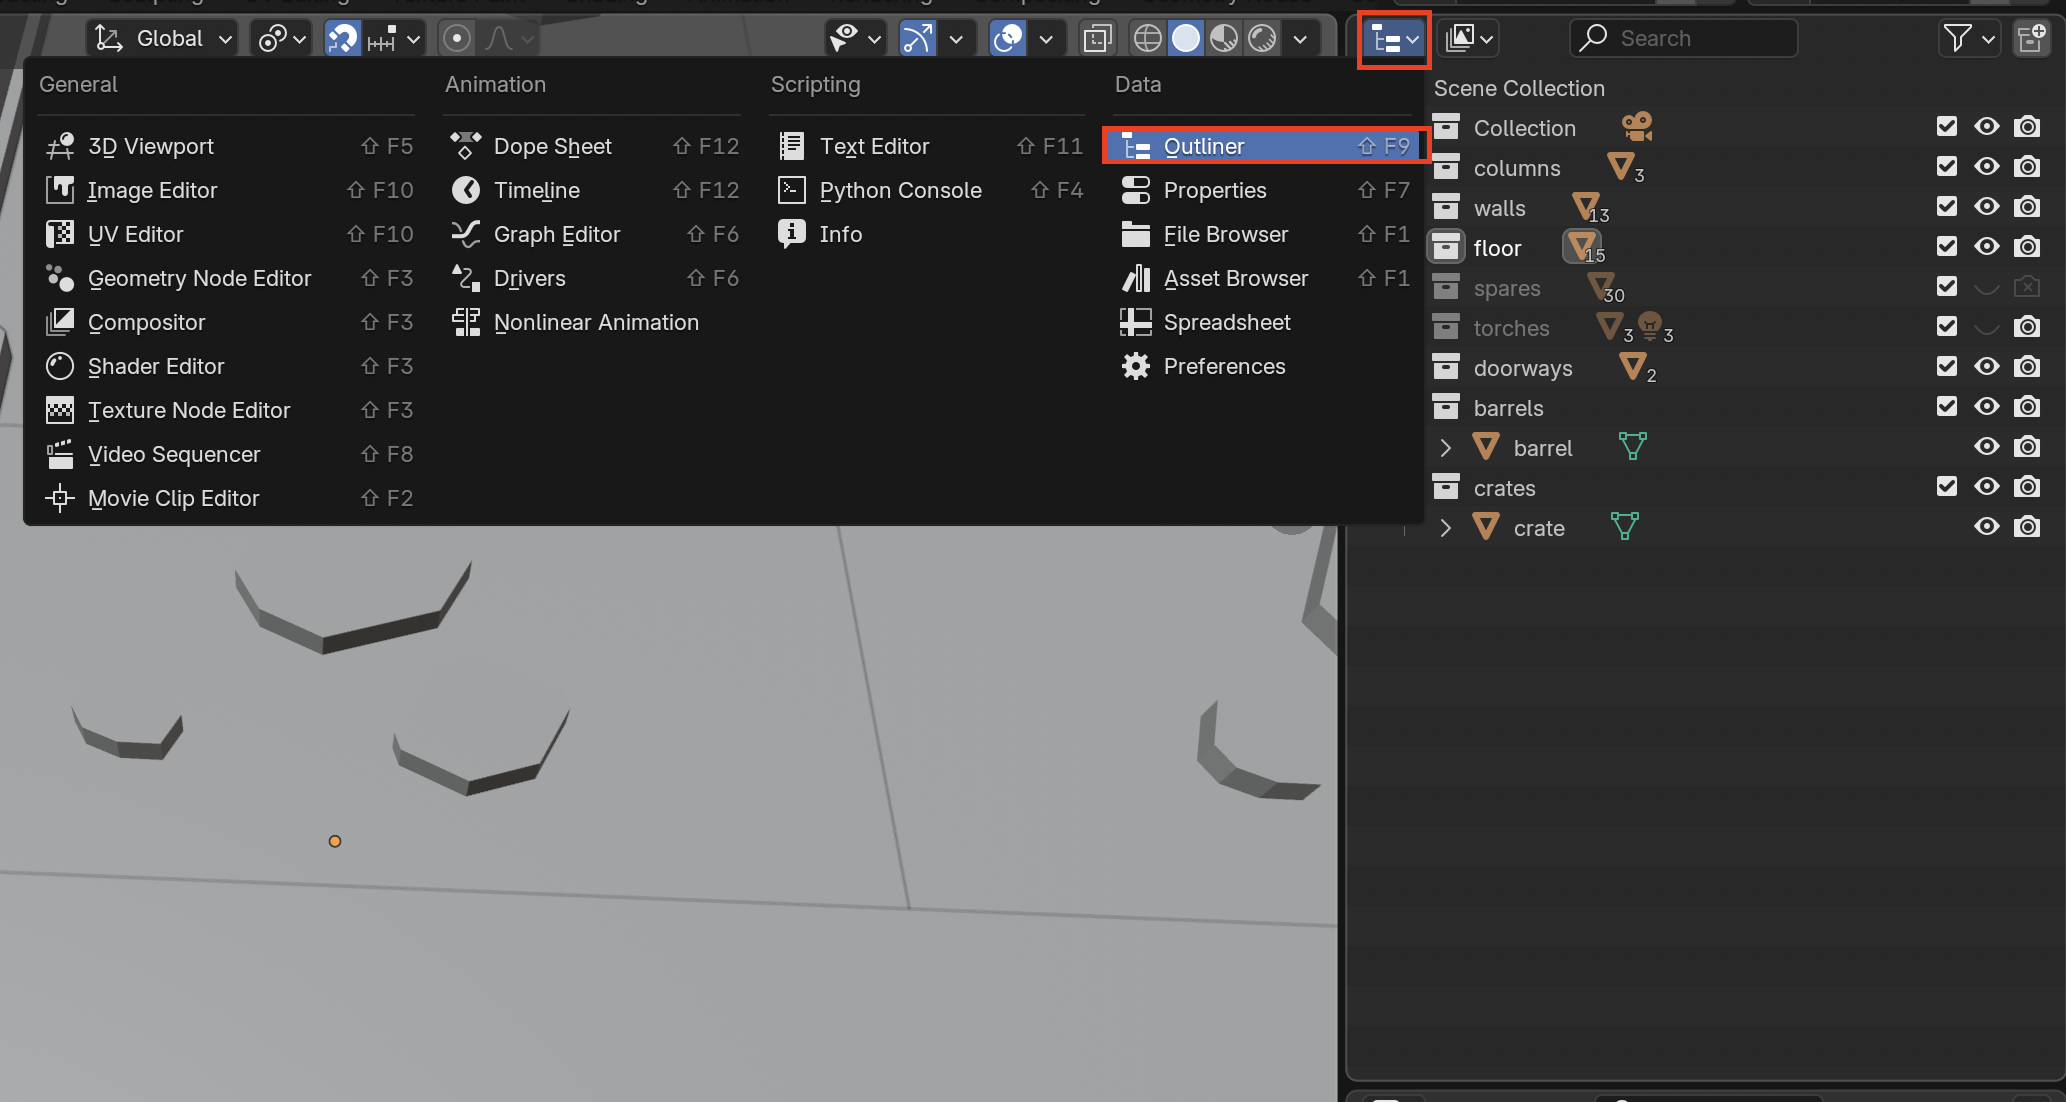 Global
Search
General
3D Viewport ⇧ F5
Image Editor ⇧ F10
UV Editor ⇧ F10
Geometry Node Editor ⇧ F3
Compositor ⇧ F3
Shader Editor ⇧ F3
Texture Node Editor ⇧ F3
Video Sequencer ⇧ F8
Movie Clip Editor ⇧ F2
Animation
Dope Sheet ⇧ F12
Timeline ⇧ F12
Graph Editor ⇧ F6
Drivers ⇧ F6
Nonlinear Animation
Scripting
Text Editor ⇧ F11
Python Console ⇧ F4
Info
Data
Outliner ⇧ F9
Properties ⇧ F7
File Browser ⇧ F1
Asset Browser ⇧ F1
Spreadsheet
Preferences
Scene Collection
Collection
columns 3
walls 13
floor 15
spares 30
torches 3 3
doorways 2
barrels
barrel
crates
crate